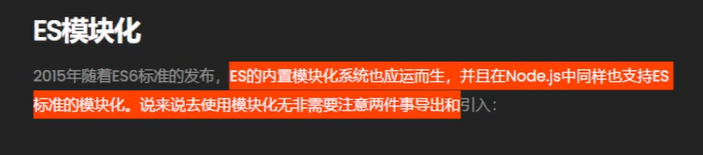 ES模块化
2015年随着ES6标准的发布，ES的内置模块化系统也应运而生，并且在Node.js中同样也支持ES
标准的模块化。说来说去使用模块化无非需要注意两件事导出和引入：